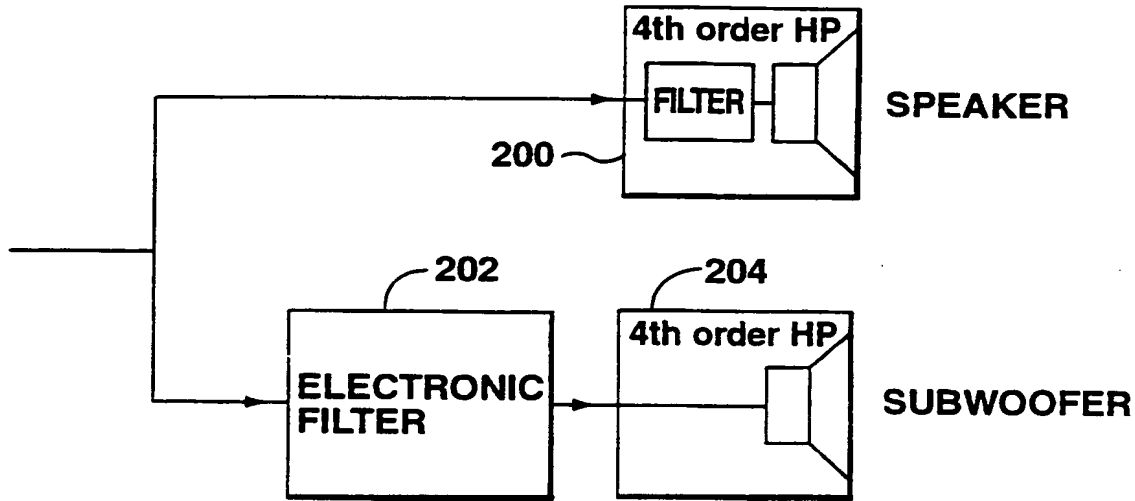 4th order HP
FILTER
SPEAKER
200
202
204
4th order HP
ELECTRONIC
FILTER
SUBWOOFER